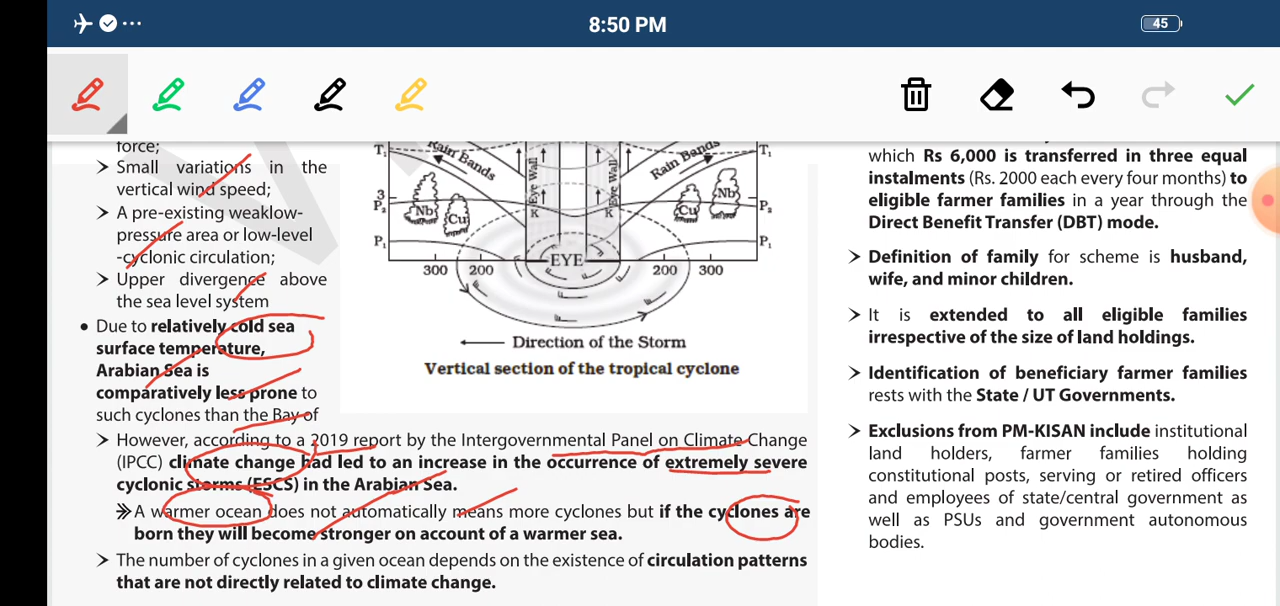 8:50 PM
45
force;
> Small variations in the
vertical wind speed;
> A pre-existing weaklow-
pressure area or low-level
-cyclonic circulation;
> Upper divergence above
the sea level system
• Due to relatively cold sea
surface temperature,
Arabian Sea is
comparatively less prone to
such cyclones than the Bay of
T₁ Rain Bands Eye Wall Eye Wall Rain Bands T₁
3
P₂ Nb Cu K K Cu Nb P₂
P₁ P₁
EYE
300 200 200 300
Direction of the Storm
Vertical section of the tropical cyclone
> However, according to a 2019 report by the Intergovernmental Panel on Climate Change
(IPCC) climate change had led to an increase in the occurrence of extremely severe
cyclonic storms (ESCS) in the Arabian Sea.
» A warmer ocean does not automatically means more cyclones but if the cyclones are
born they will become stronger on account of a warmer sea.
> The number of cyclones in a given ocean depends on the existence of circulation patterns
that are not directly related to climate change.
which Rs 6,000 is transferred in three equal
instalments (Rs. 2000 each every four months) to
eligible farmer families in a year through the
Direct Benefit Transfer (DBT) mode.
> Definition of family for scheme is husband,
wife, and minor children.
> It is extended to all eligible families
irrespective of the size of land holdings.
> Identification of beneficiary farmer families
rests with the State / UT Governments.
> Exclusions from PM-KISAN include institutional
land holders, farmer families holding
constitutional posts, serving or retired officers
and employees of state/central government as
well as PSUs and government autonomous
bodies.